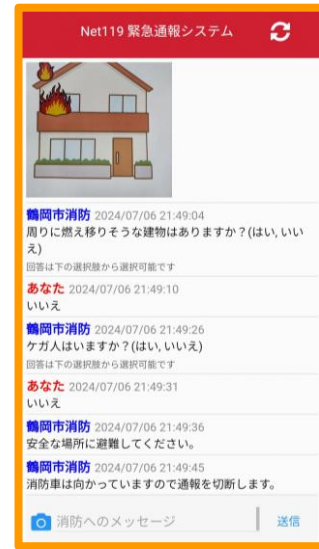 Net119 緊急通報システム
鶴岡市消防 2024/07/06 21:49:04
周りに燃え移りそうな建物はありますか？(はい, いい
え)
回答は下の選択肢から選択可能です
あなた 2024/07/06 21:49:10
いいえ
鶴岡市消防 2024/07/06 21:49:26
ケガ人はいますか？(はい, いいえ)
回答は下の選択肢から選択可能です
あなた 2024/07/06 21:49:31
いいえ
鶴岡市消防 2024/07/06 21:49:36
安全な場所に避難してください。
鶴岡市消防 2024/07/06 21:49:45
消防車は向かっていますので通報を切断します。
消防へのメッセージ 送信